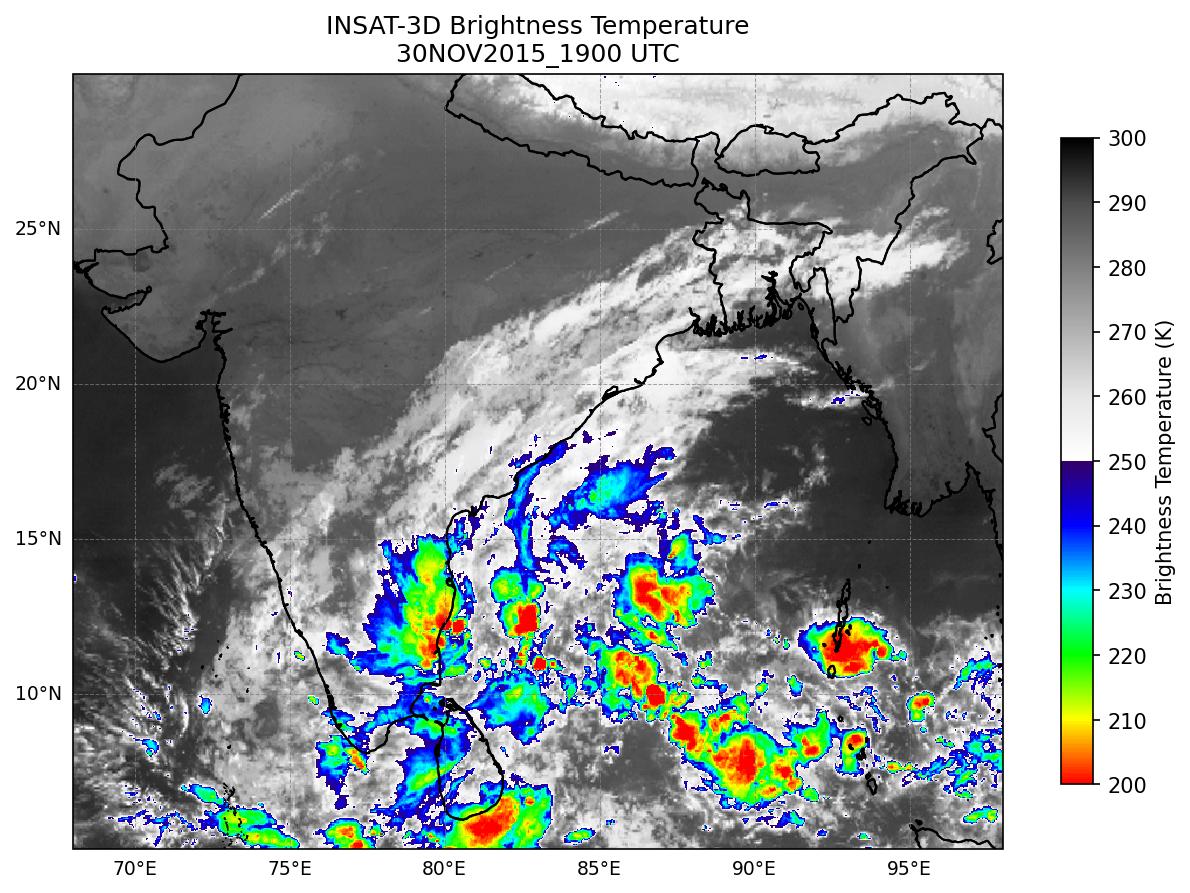 INSAT-3D Brightness Temperature
30NOV2015_1900 UTC
25°N
20°N
15°N
10°N
70°E
75°E
80°E
85°E
90°E
95°E
300
290
280
270
260
250
240
230
220
210
200
Brightness Temperature (K)